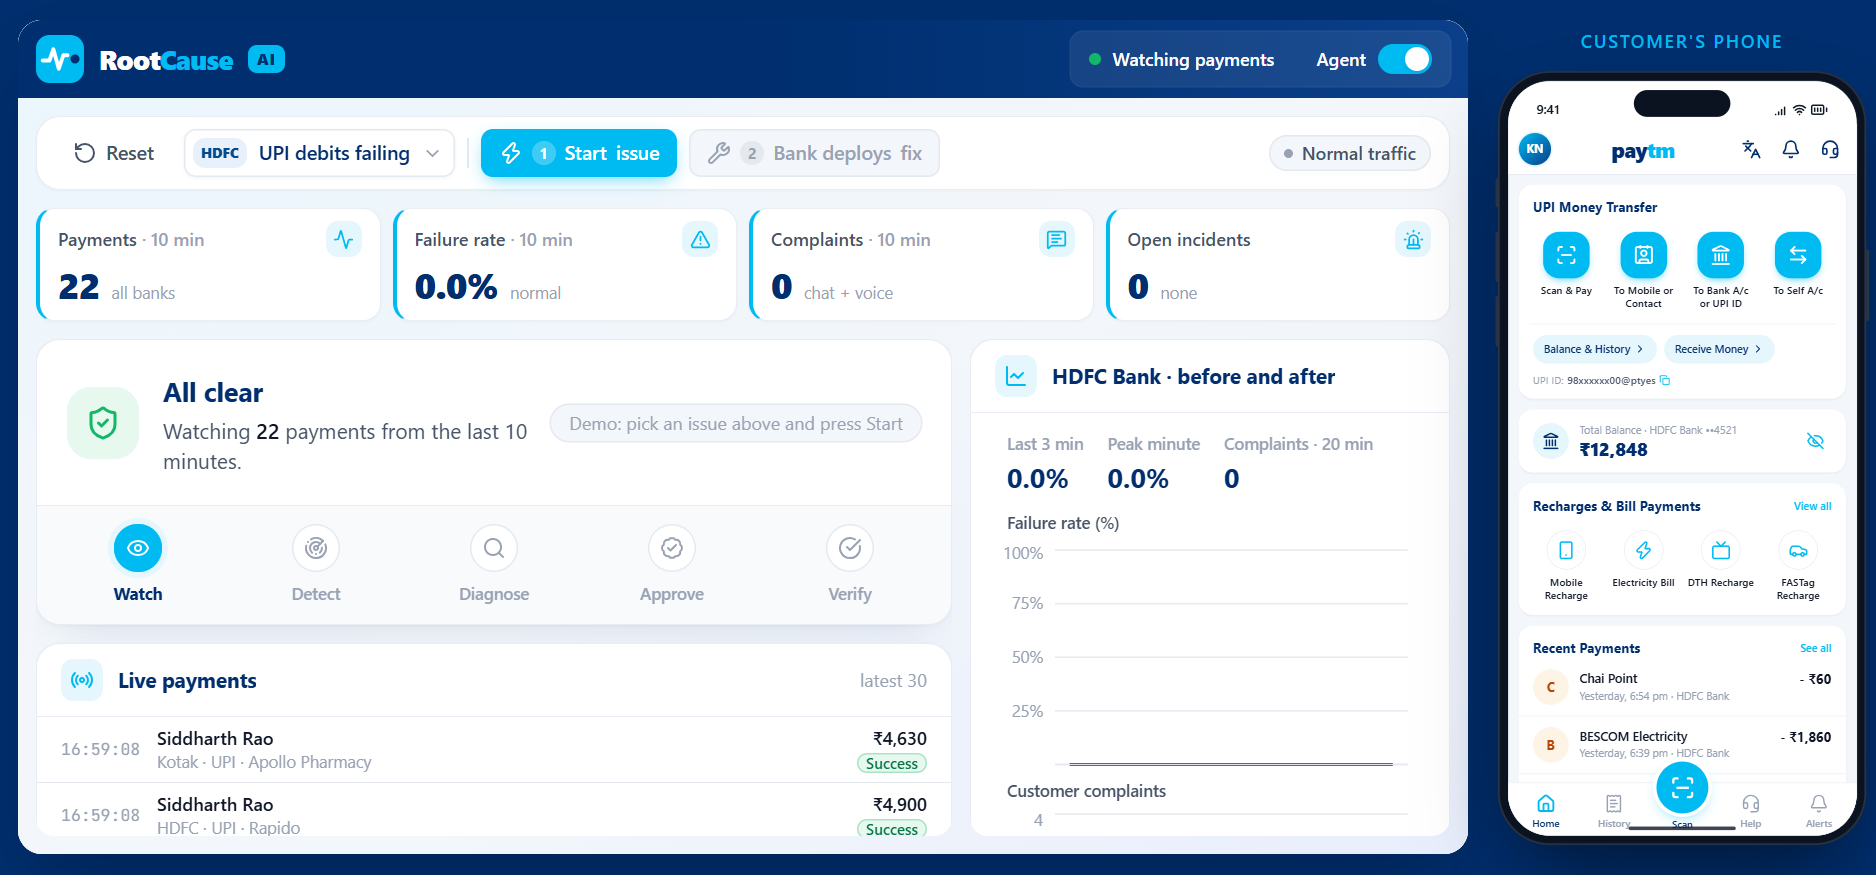 RootCause AI
Watching payments
Agent
Reset
HDFC UPI debits failing
1 Start issue
2 Bank deploys fix
Normal traffic
Payments · 10 min
22 all banks
Failure rate · 10 min
0.0% normal
Complaints · 10 min
0 chat + voice
Open incidents
0 none
All clear
Watching 22 payments from the last 10
minutes.
Demo: pick an issue above and press Start
Watch
Detect
Diagnose
Approve
Verify
Live payments
latest 30
16:59:08
Siddharth Rao
Kotak · UPI · Apollo Pharmacy
₹4,630
Success
16:59:08
Siddharth Rao
HDFC · UPI · Rapido
₹4,900
Success
HDFC Bank · before and after
Last 3 min
0.0%
Peak minute
0.0%
Complaints · 20 min
0
Failure rate (%)
100%
75%
50%
25%
Customer complaints
4
CUSTOMER'S PHONE
9:41
KN
paytm
UPI Money Transfer
Scan & Pay
To Mobile or
Contact
To Bank A/c
or UPI ID
To Self A/c
Balance & History
Receive Money
UPI ID: 98xxxxxx00@ptyes
Total Balance · HDFC Bank ••4521
₹12,848
Recharges & Bill Payments
View all
Mobile
Recharge
Electricity Bill
DTH Recharge
FASTag
Recharge
Recent Payments
See all
C
Chai Point
Yesterday, 6:54 pm · HDFC Bank
- ₹60
B
BESCOM Electricity
Yesterday, 6:39 pm · HDFC Bank
- ₹1,860
Home
History
Scan
Help
Alerts